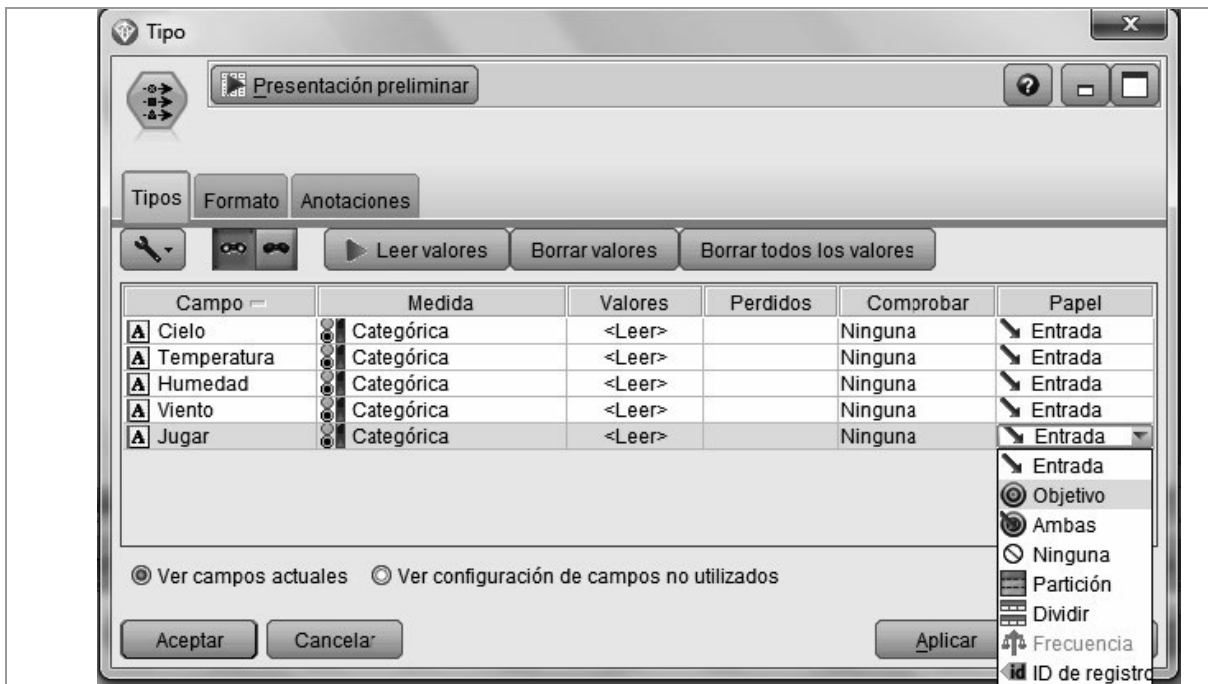 Tipo
Presentación preliminar
Tipos Formato Anotaciones
Leer valores Borrar valores Borrar todos los valores
Campo Medida Valores Perdidos Comprobar Papel
A Cielo Categórica <Leer> Ninguna Entrada
A Temperatura Categórica <Leer> Ninguna Entrada
A Humedad Categórica <Leer> Ninguna Entrada
A Viento Categórica <Leer> Ninguna Entrada
A Jugar Categórica <Leer> Ninguna Entrada
Entrada
Objetivo
Ambas
Ninguna
Partición
Dividir
Frecuencia
id ID de registro
Ver campos actuales Ver configuración de campos no utilizados
Aceptar Cancelar Aplicar